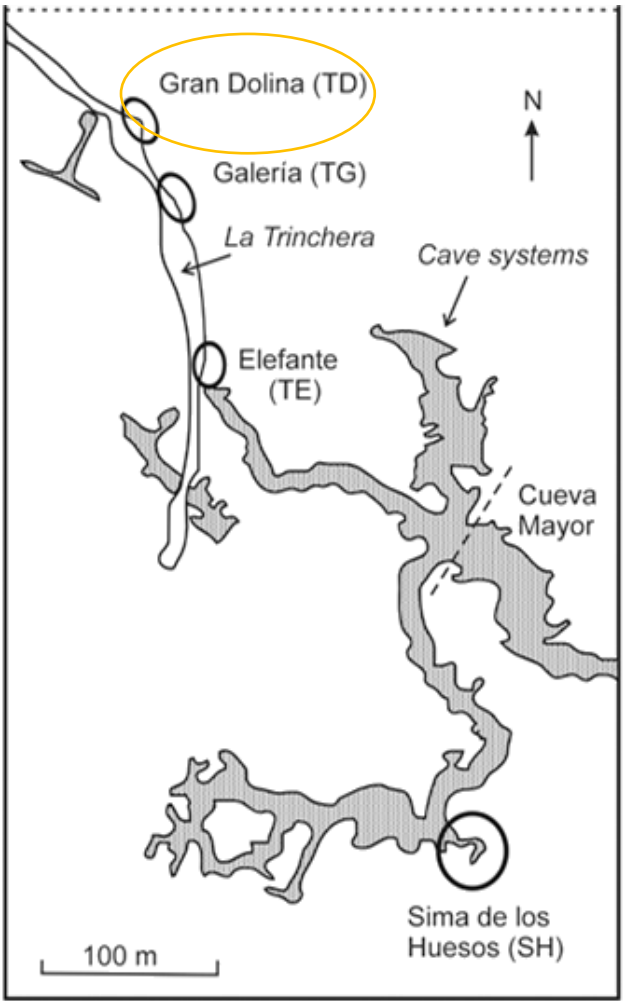 Gran Dolina (TD)
N
Galería (TG)
La Trinchera
Cave systems
Elefante
(TE)
Cueva
Mayor
Sima de los
Huesos (SH)
100 m